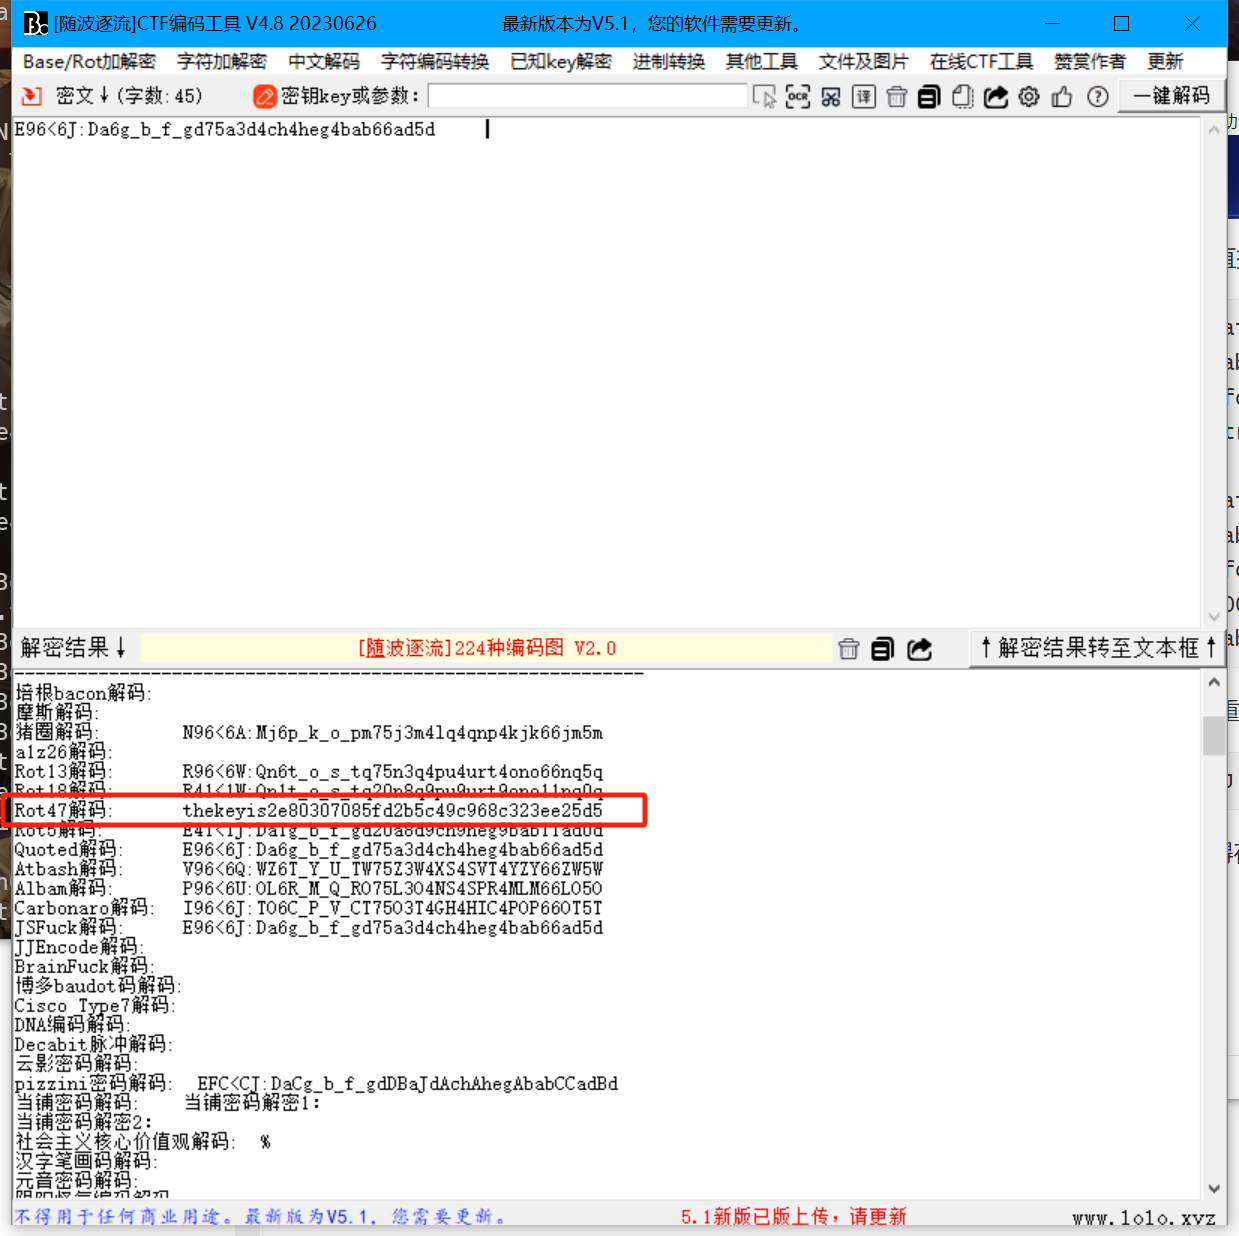 [随波逐流]CTF编码工具 V4.8 20230626 最新版本为V5.1，您的软件需要更新。
Base/Rot加解密 字符加解密 中文解码 字符编码转换 已知key解密 进制转换 其他工具 文件及图片 在线CTF工具 赞赏作者 更新
密文↓(字数:45) 密钥key或参数: OCR 译 一键解码
E96<6J:Da6g_b_f_gd75a3d4ch4heg4bab66ad5d
解密结果↓ [随波逐流]224种编码图 V2.0 ↑解密结果转至文本框↑
培根bacon解码:
摩斯解码:
猪圈解码: N96<6A:Mj6p_k_o_pm75j3m4lq4qnp4kjk66jm5m
a1z26解码:
Rot13解码: R96<6W:Qn6t_o_s_tq75n3q4pu4urt4ono66nq5q
Rot18解码: R41<1W:Qn1t_o_s_tq20n8q9pu9urt9ono11nq0q
Rot47解码: thekeyis2e80307085fd2b5c49c968c323ee25d5
Rot5解码: E41<1J:Da1g_b_f_gd20a8d9ch9heg9bab11ad0d
Quoted解码: E96<6J:Da6g_b_f_gd75a3d4ch4heg4bab66ad5d
Atbash解码: V96<6Q:WZ6T_Y_U_TW75Z3W4XS4SVT4YZY66ZW5W
Albam解码: P96<6U:OL6R_M_Q_RO75L3O4NS4SPR4MLM66LO5O
Carbonaro解码: I96<6J:TO6C_P_V_CT75O3T4GH4HIC4POP66OT5T
JSFuck解码: E96<6J:Da6g_b_f_gd75a3d4ch4heg4bab66ad5d
JJEncode解码:
BrainFuck解码:
博多baudot码解码:
Cisco Type7解码:
DNA编码解码:
Decabit脉冲解码:
云影密码解码:
pizzini密码解码: EFC<CJ:DaCg_b_f_gdDBaJdAchAhegAbabCCadBd
当铺密码解码: 当铺密码解密1:
当铺密码解密2:
社会主义核心价值观解码: %
汉字笔画码解码:
元音密码解码:
不得用于任何商业用途。最新版为V5.1, 您需要更新。 5.1新版已版上传，请更新 www.lolo.xyz